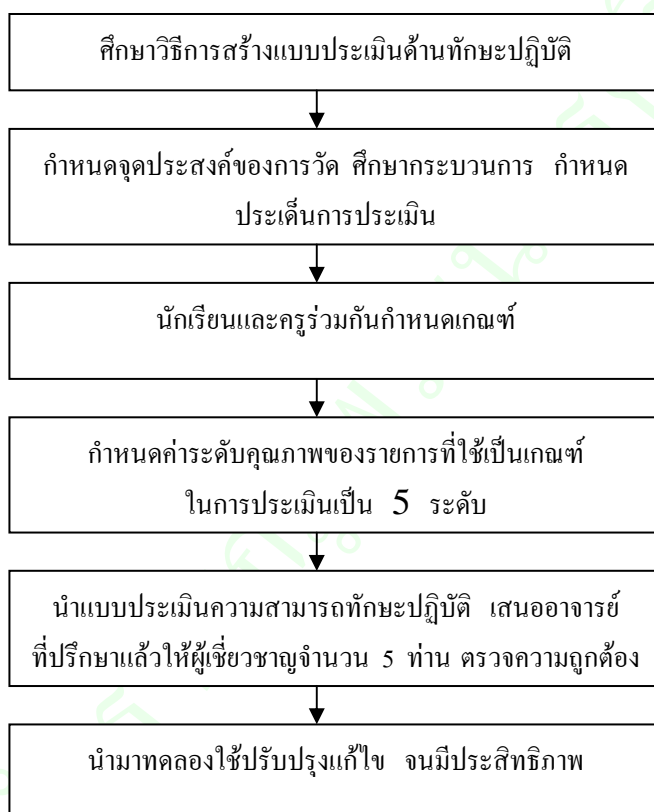 ศึกษาวิธีการสร้างแบบประเมินด้านทักษะปฏิบัติ
กำหนดจุดประสงค์ของการวัด ศึกษากระบวนการ กำหนด
ประเด็นการประเมิน
นักเรียนและครูร่วมกันกำหนดเกณฑ์
กำหนดค่าระดับคุณภาพของรายการที่ใช้เป็นเกณฑ์
ในการประเมินเป็น 5 ระดับ
นำแบบประเมินความสามารถทักษะปฏิบัติ เสนออาจารย์
ที่ปรึกษาแล้วให้ผู้เชี่ยวชาญจำนวน 5 ท่าน ตรวจความถูกต้อง
นำมาทดลองใช้ปรับปรุงแก้ไข จนมีประสิทธิภาพ